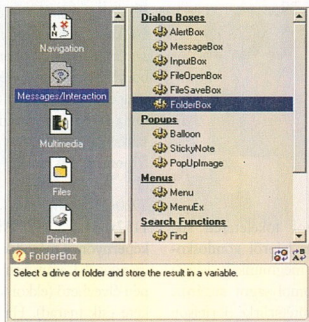 Navigation
Messages/Interaction
Multimedia
Files
Printing
Dialog Boxes
AlertBox
MessageBox
InputBox
FileOpenBox
FileSaveBox
FolderBox
Popups
Balloon
StickyNote
PopUpImage
Menus
Menu
MenuEx
Search Functions
Find
? FolderBox
Select a drive or folder and store the result in a variable.